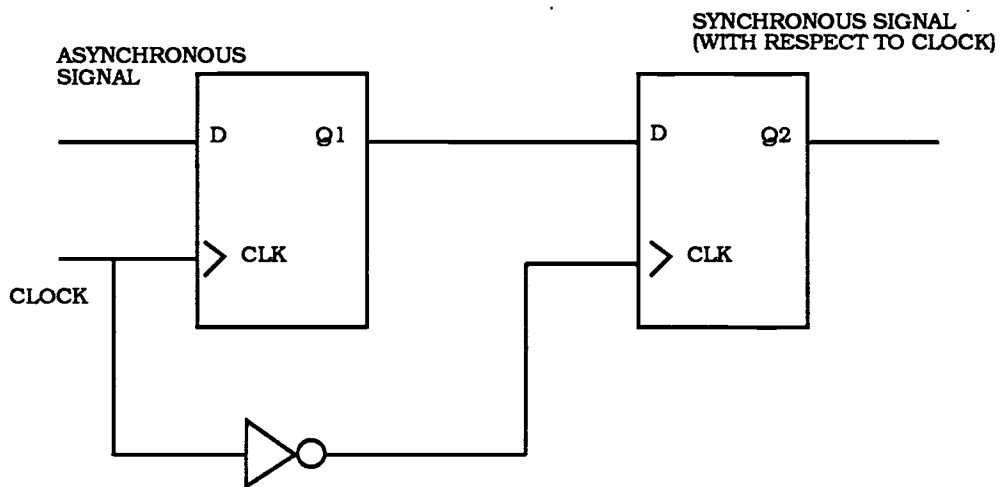 SYNCHRONOUS SIGNAL
(WITH RESPECT TO CLOCK)
ASYNCHRONOUS
SIGNAL
D
Q1
D
Q2
CLK
CLK
CLOCK